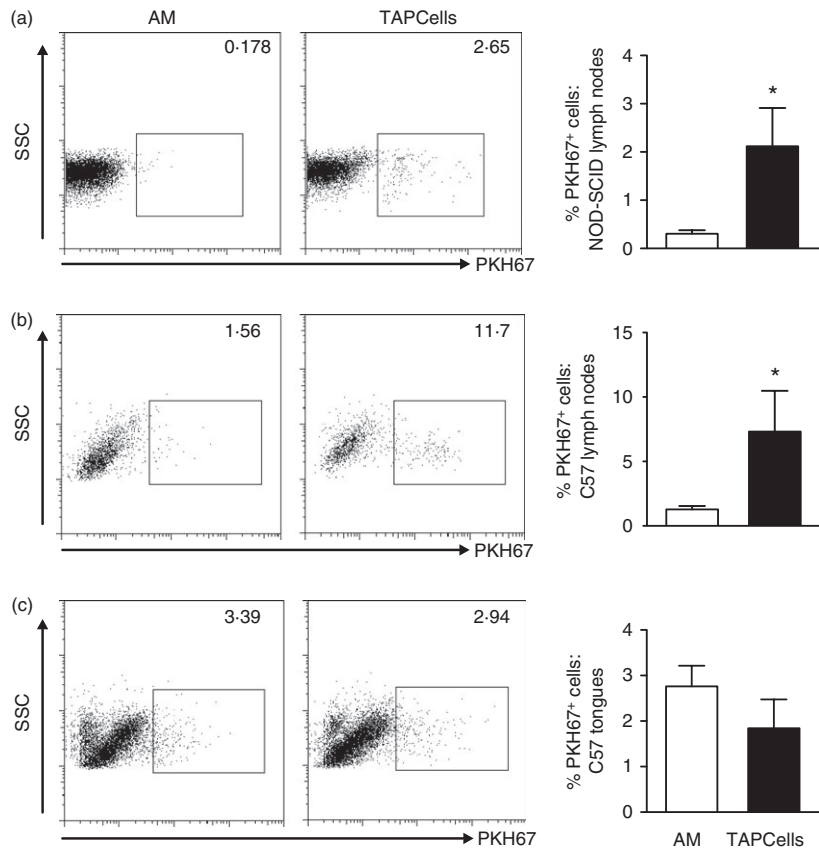 (a)
AM
TAPCells
0·178
2·65
SSC
PKH67
% PKH67⁺ cells:
NOD-SCID lymph nodes
4
3
2
1
0
*
(b)
1·56
11·7
SSC
PKH67
% PKH67⁺ cells:
C57 lymph nodes
15
10
5
0
*
(c)
3·39
2·94
SSC
PKH67
% PKH67⁺ cells:
C57 tongues
4
3
2
1
0
AM
TAPCells